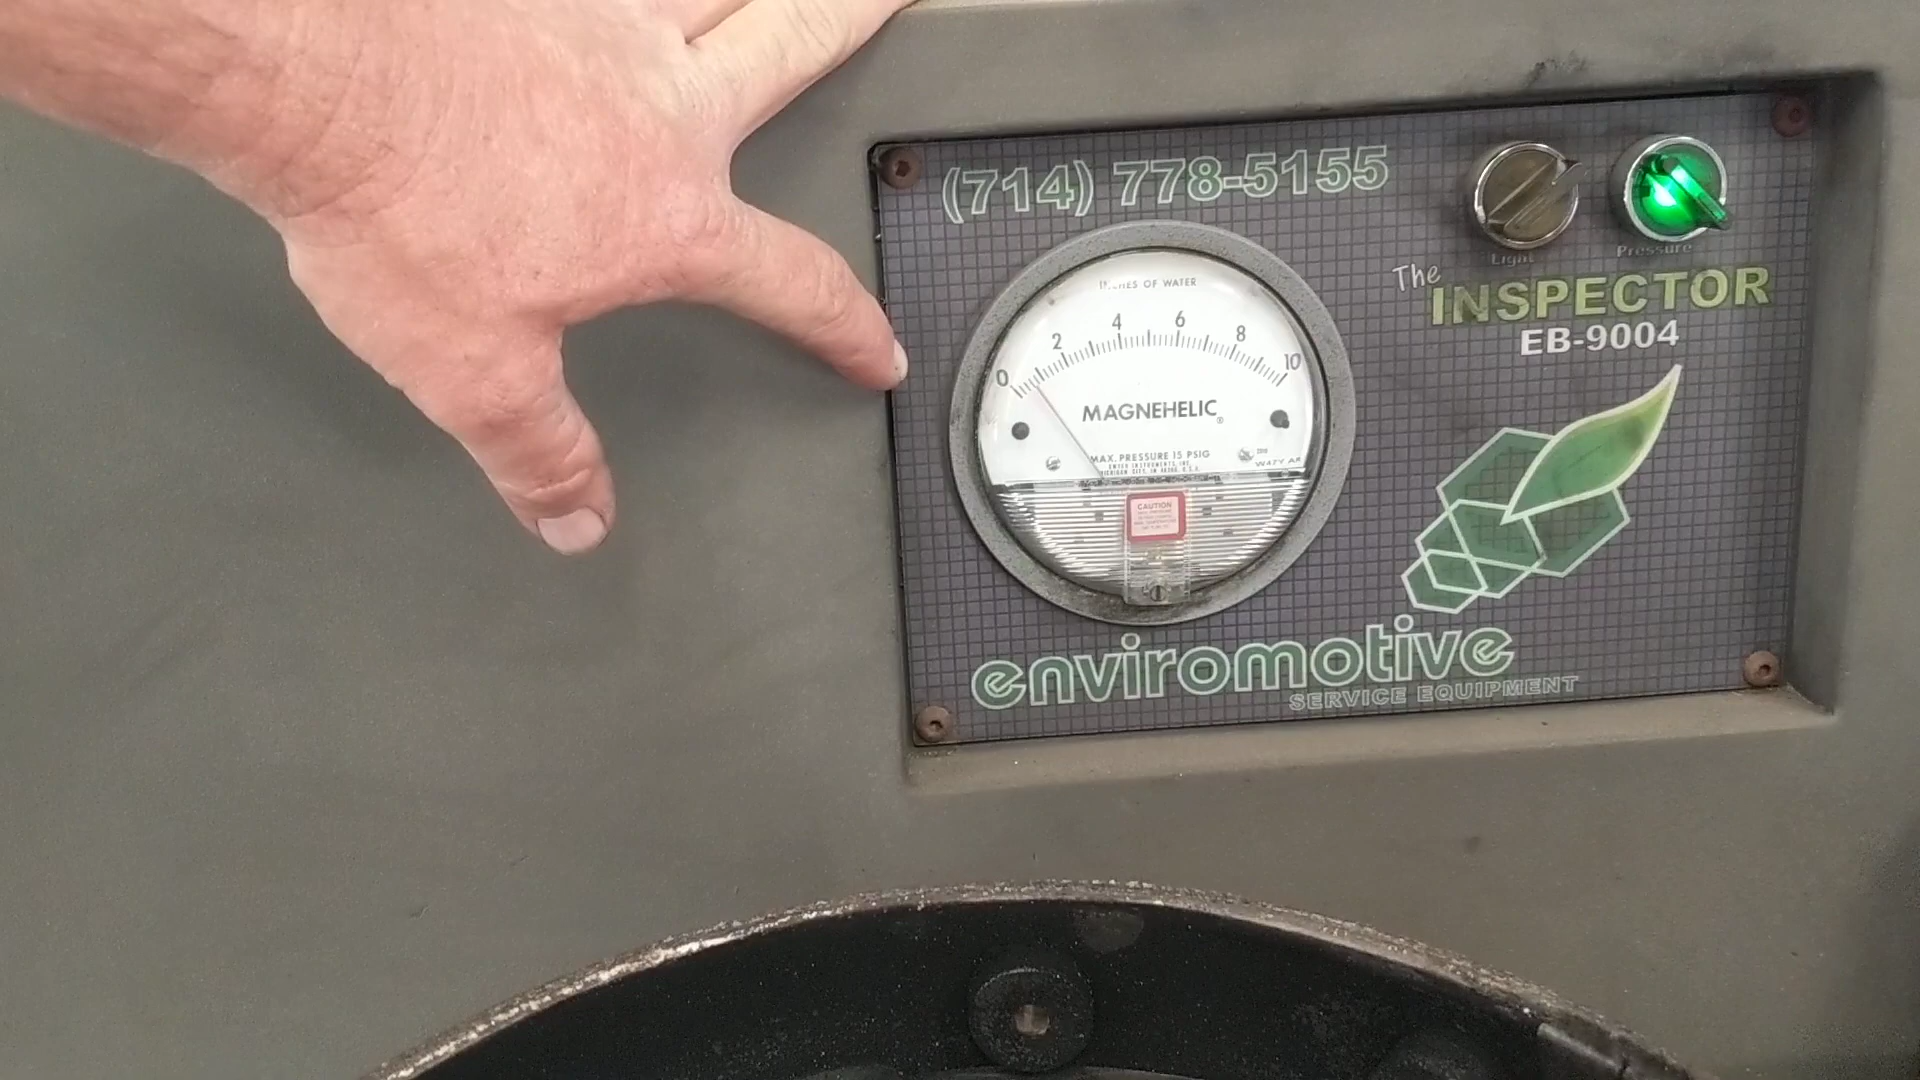 (714) 778-5155
Light
Pressure
The
INSPECTOR
EB-9004
INCHES OF WATER
0 2 4 6 8 10
MAGNEHELIC®
MAX. PRESSURE 15 PSIG
CAUTION
enviromotive
SERVICE EQUIPMENT